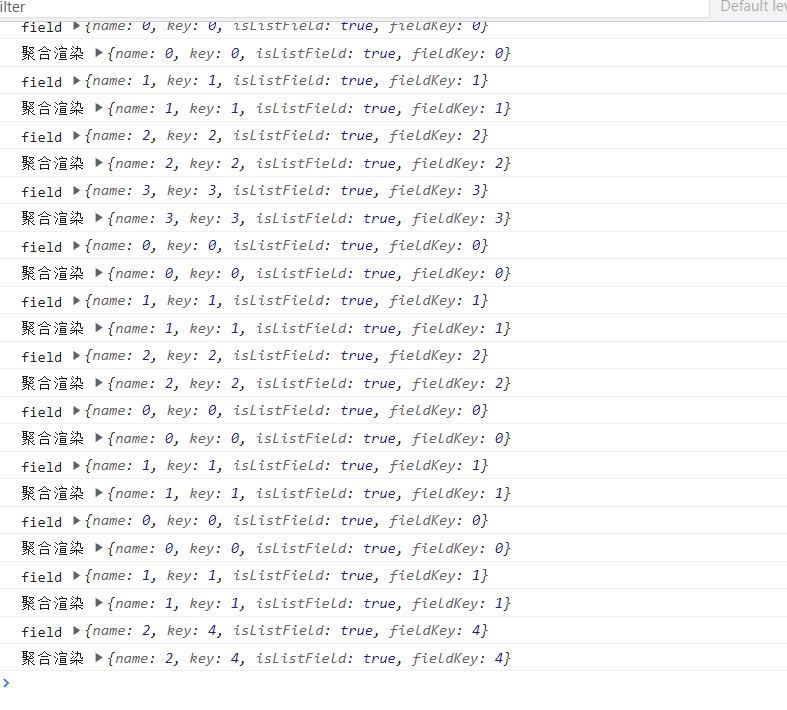 ilter
Default lev
field ▶{name: 0, key: 0, isListField: true, fieldKey: 0}
聚合渲染 ▶{name: 0, key: 0, isListField: true, fieldKey: 0}
field ▶{name: 1, key: 1, isListField: true, fieldKey: 1}
聚合渲染 ▶{name: 1, key: 1, isListField: true, fieldKey: 1}
field ▶{name: 2, key: 2, isListField: true, fieldKey: 2}
聚合渲染 ▶{name: 2, key: 2, isListField: true, fieldKey: 2}
field ▶{name: 3, key: 3, isListField: true, fieldKey: 3}
聚合渲染 ▶{name: 3, key: 3, isListField: true, fieldKey: 3}
field ▶{name: 0, key: 0, isListField: true, fieldKey: 0}
聚合渲染 ▶{name: 0, key: 0, isListField: true, fieldKey: 0}
field ▶{name: 1, key: 1, isListField: true, fieldKey: 1}
聚合渲染 ▶{name: 1, key: 1, isListField: true, fieldKey: 1}
field ▶{name: 2, key: 2, isListField: true, fieldKey: 2}
聚合渲染 ▶{name: 2, key: 2, isListField: true, fieldKey: 2}
field ▶{name: 0, key: 0, isListField: true, fieldKey: 0}
聚合渲染 ▶{name: 0, key: 0, isListField: true, fieldKey: 0}
field ▶{name: 1, key: 1, isListField: true, fieldKey: 1}
聚合渲染 ▶{name: 1, key: 1, isListField: true, fieldKey: 1}
field ▶{name: 0, key: 0, isListField: true, fieldKey: 0}
聚合渲染 ▶{name: 0, key: 0, isListField: true, fieldKey: 0}
field ▶{name: 1, key: 1, isListField: true, fieldKey: 1}
聚合渲染 ▶{name: 1, key: 1, isListField: true, fieldKey: 1}
field ▶{name: 2, key: 4, isListField: true, fieldKey: 4}
聚合渲染 ▶{name: 2, key: 4, isListField: true, fieldKey: 4}